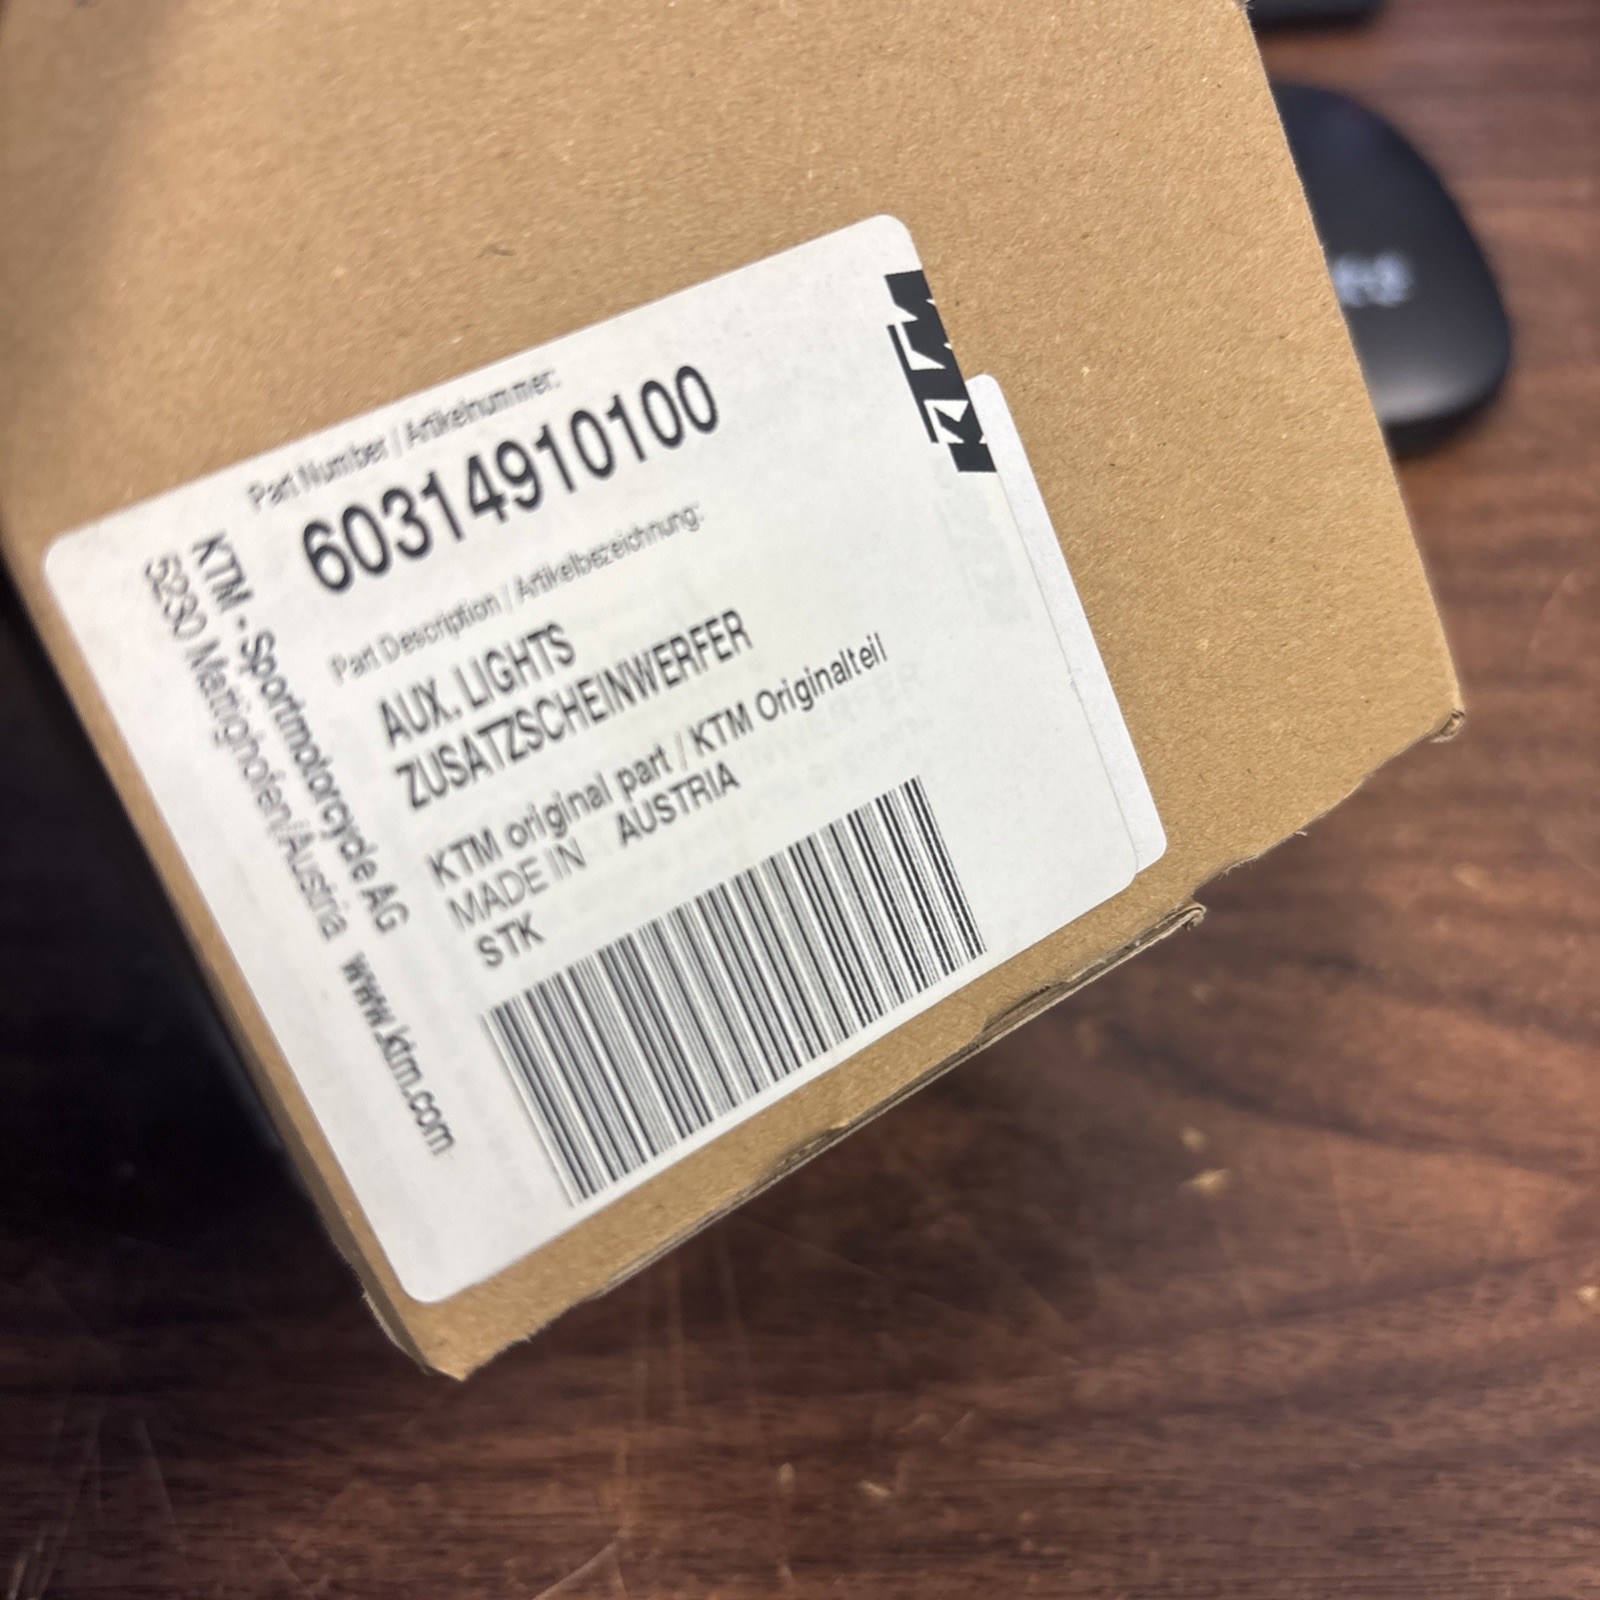 KTM
Part Number / Artikelnummer:
60314910100
Part Description / Artikelbezeichnung:
AUX. LIGHTS
ZUSATZSCHEINWERFER
KTM original part / KTM Originalteil
MADE IN AUSTRIA
STK
KTM - Sportmotorcycle AG
5230 Mattighofen/Austria www.ktm.com